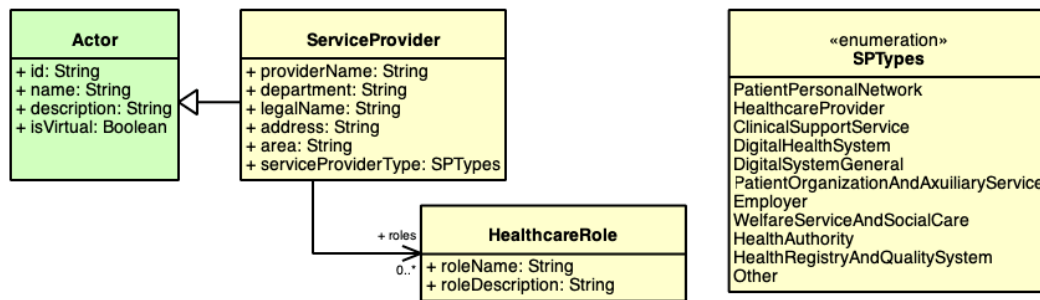 Actor
+ id: String
+ name: String
+ description: String
+ isVirtual: Boolean
ServiceProvider
+ providerName: String
+ department: String
+ legalName: String
+ address: String
+ area: String
+ serviceProviderType: SPTypes
+ roles
0..*
HealthcareRole
+ roleName: String
+ roleDescription: String
«enumeration»
SPTypes
PatientPersonalNetwork
HealthcareProvider
ClinicalSupportService
DigitalHealthSystem
DigitalSystemGeneral
PatientOrganizationAndAxuiliaryService
Employer
WelfareServiceAndSocialCare
HealthAuthority
HealthRegistryAndQualitySystem
Other